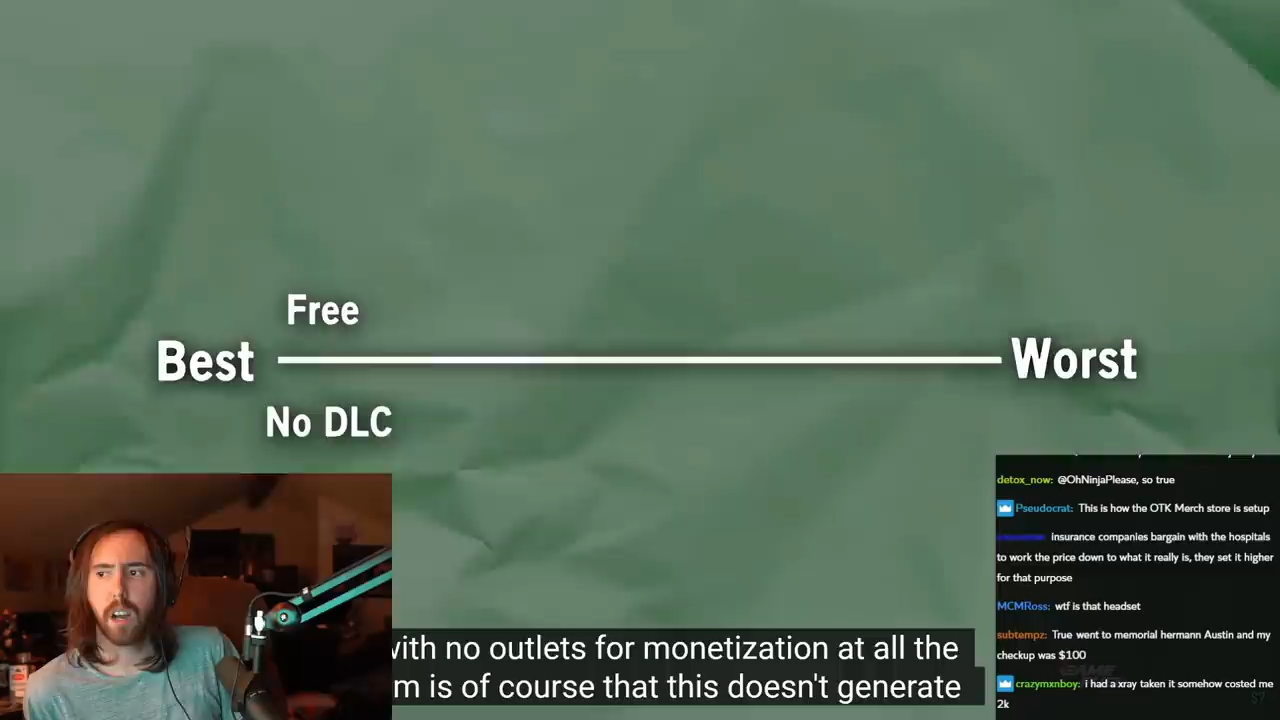 Free
Best
Worst
No DLC
detox_now: @OhNinjaPlease, so true
Pseudocrat: This is how the OTK Merch store is setup
insurance companies bargain with the hospitals
to work the price down to what it really is, they set it higher
for that purpose
MCMRoss: wtf is that headset
subtempz: True went to memorial hermann Austin and my
checkup was $100
crazymxnboy: i had a xray taken it somehow costed me
2k
with no outlets for monetization at all the
m is of course that this doesn't generate